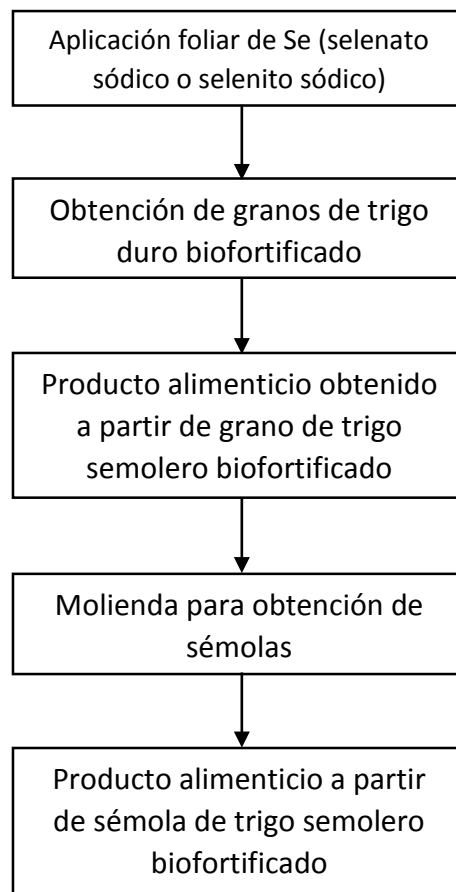 Aplicación foliar de Se (selenato
sódico o selenito sódico)
Obtención de granos de trigo
duro biofortificado
Producto alimenticio obtenido
a partir de grano de trigo
semolero biofortificado
Molienda para obtención de
sémolas
Producto alimenticio a partir
de sémola de trigo semolero
biofortificado